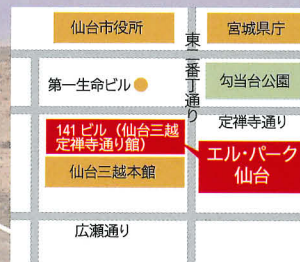 仙台市役所
宮城県庁
東二番丁通り
第一生命ビル
勾当台公園
定禅寺通り
141 ビル（仙台三越
定禅寺通り館）
エル・パーク
仙台
仙台三越本館
広瀬通り